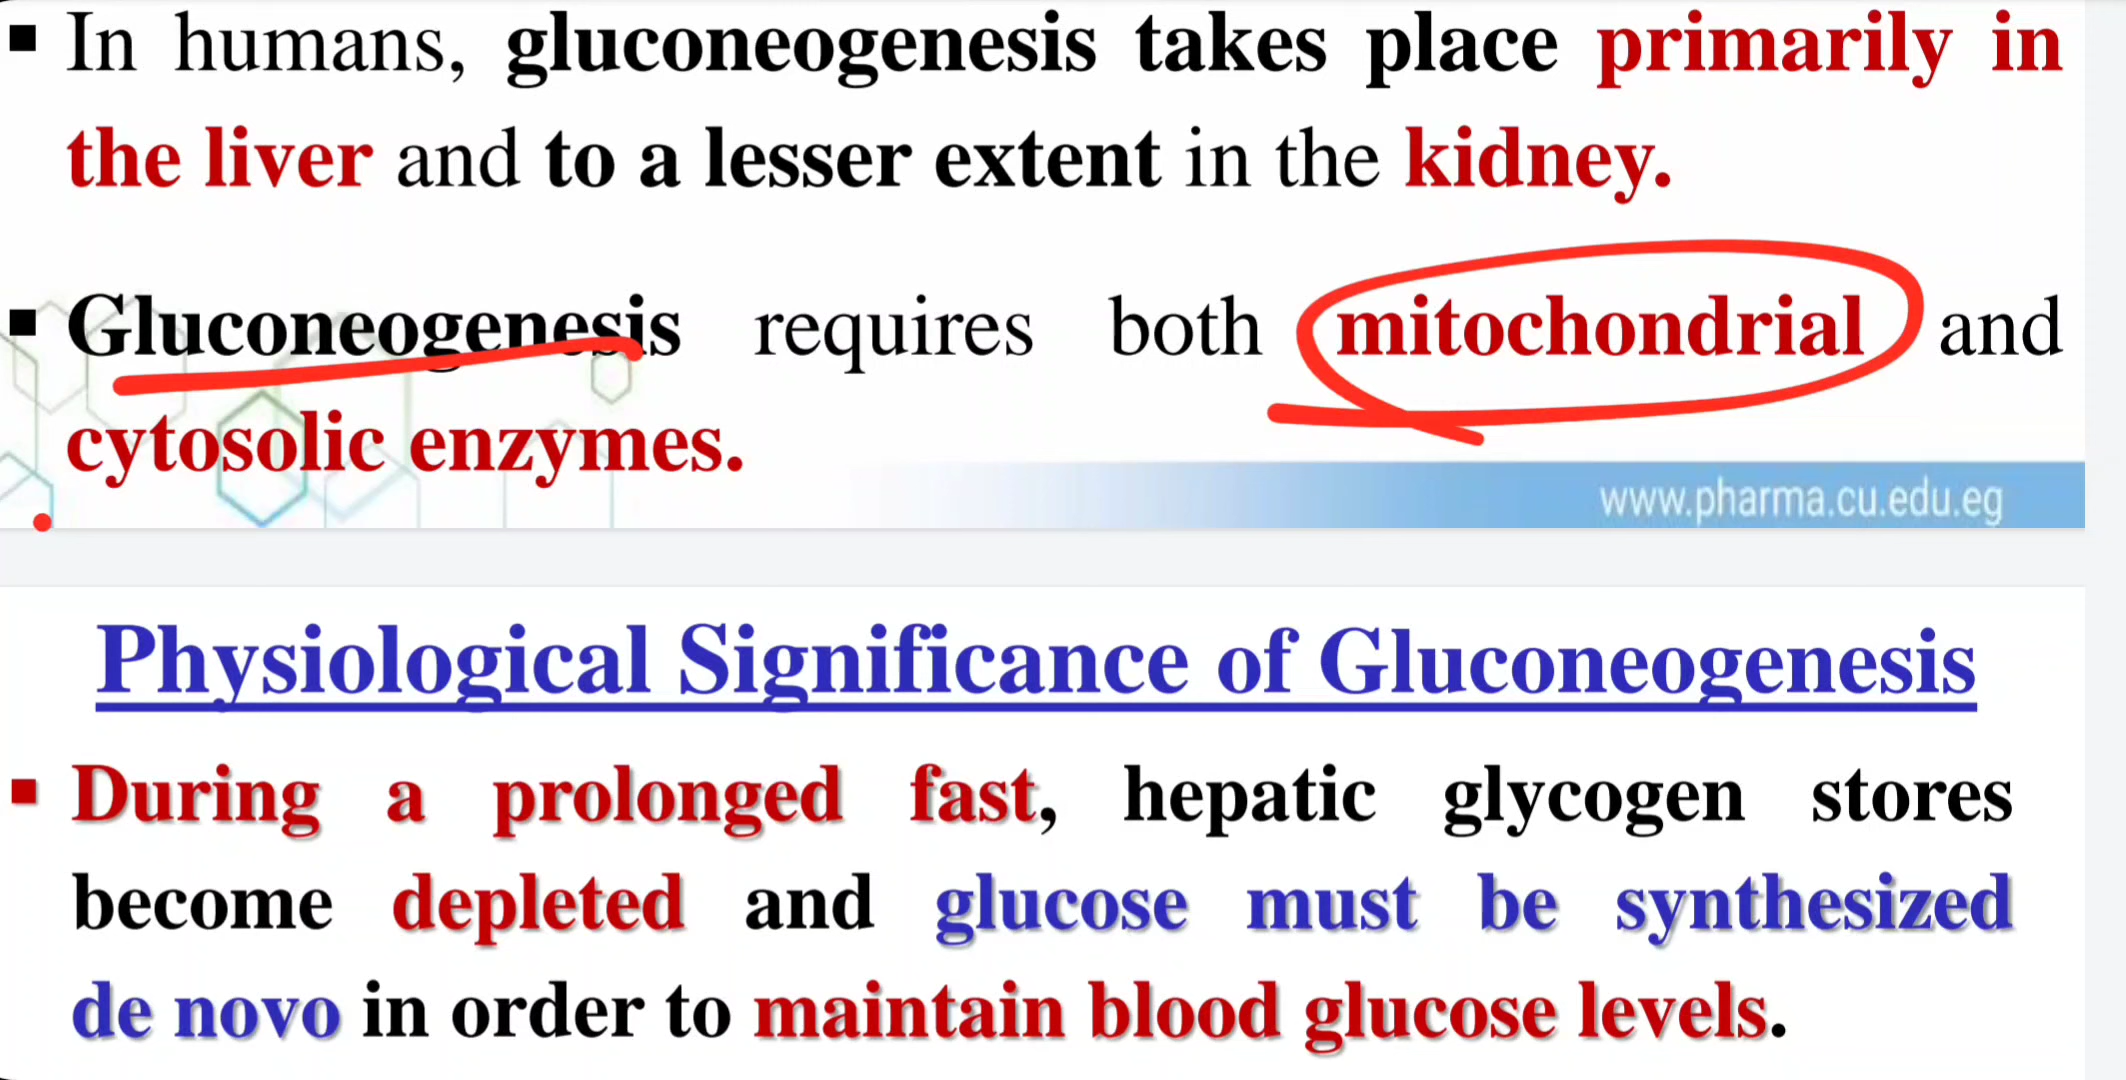 ▪ In humans, gluconeogenesis takes place primarily in
the liver and to a lesser extent in the kidney.
▪ Gluconeogenesis requires both mitochondrial and
cytosolic enzymes.
www.pharma.cu.edu.eg
Physiological Significance of Gluconeogenesis
▪ During a prolonged fast, hepatic glycogen stores
become depleted and glucose must be synthesized
de novo in order to maintain blood glucose levels.